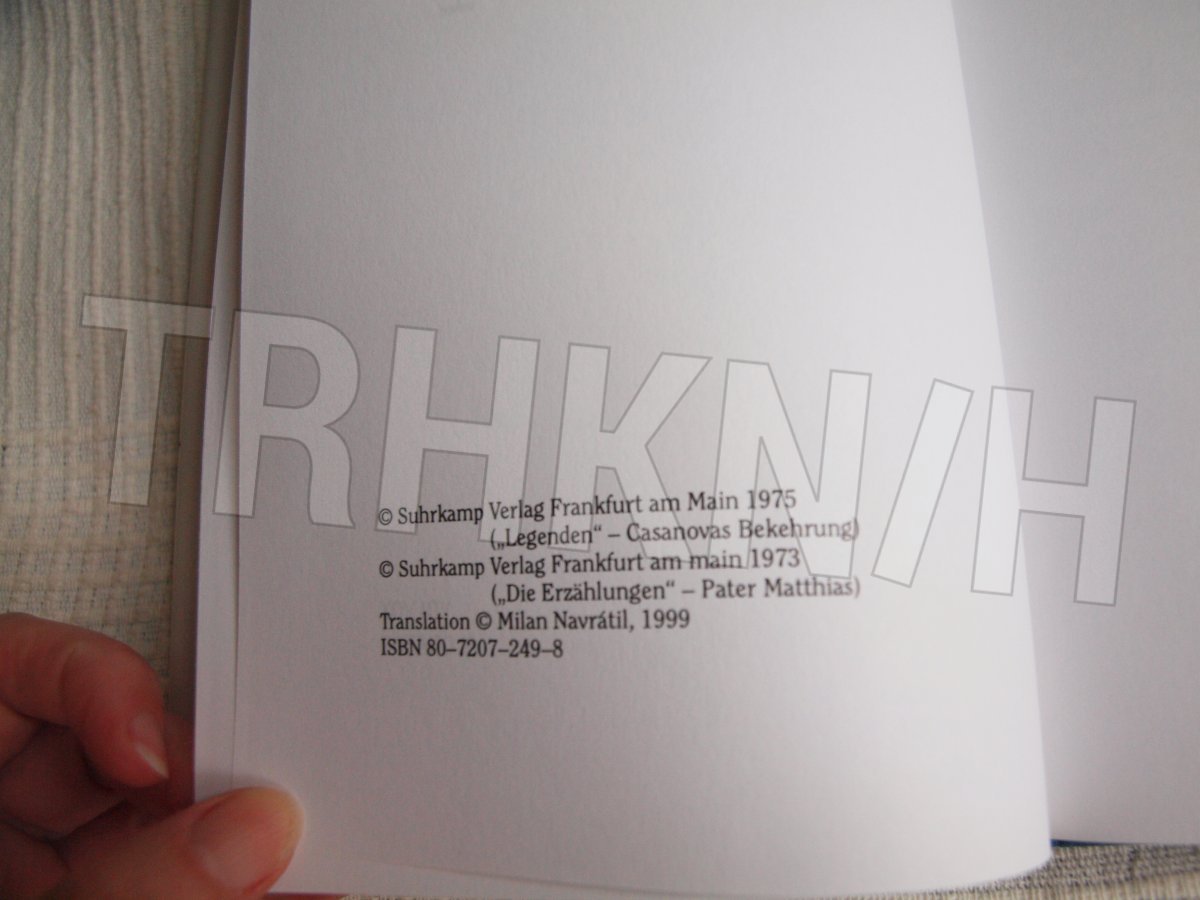 TRHKN/H
© Suhrkamp Verlag Frankfurt am Main 1975
(„Legenden“ – Casanovas Bekehrung)
© Suhrkamp Verlag Frankfurt am main 1973
(„Die Erzählungen“ – Pater Matthias)
Translation © Milan Navrátil, 1999
ISBN 80–7207–249–8